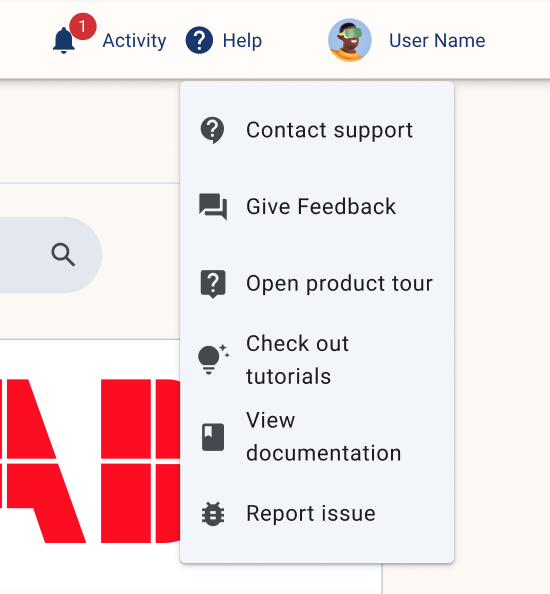 1
Activity
Help
User Name
Contact support
Give Feedback
Open product tour
Check out
tutorials
View
documentation
Report issue
AB